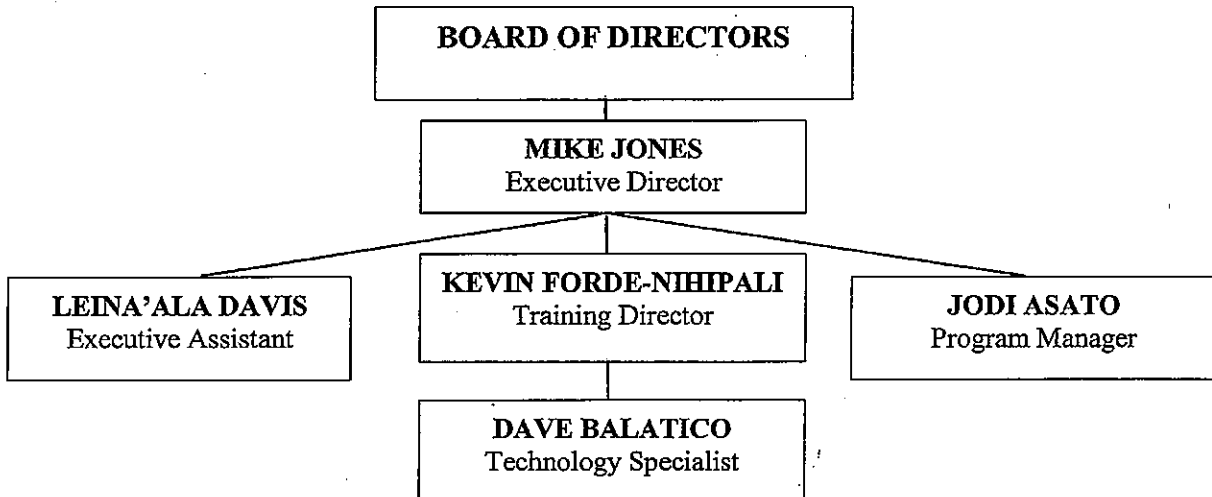 BOARD OF DIRECTORS
MIKE JONES
Executive Director
LEINA’ALA DAVIS
Executive Assistant
KEVIN FORDE-NIHIPALI
Training Director
JODI ASATO
Program Manager
DAVE BALATICO
Technology Specialist